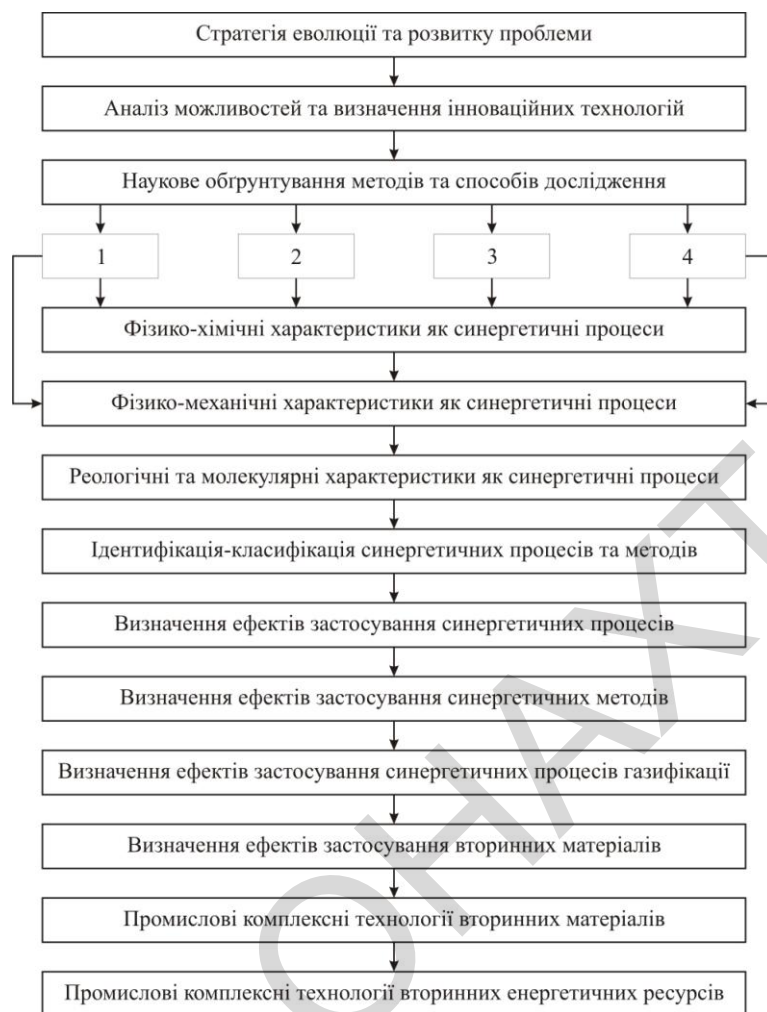 Стратегія еволюції та розвитку проблеми
Аналіз можливостей та визначення інноваційних технологій
Наукове обґрунтування методів та способів дослідження
1 2 3 4
Фізико-хімічні характеристики як синергетичні процеси
Фізико-механічні характеристики як синергетичні процеси
Реологічні та молекулярні характеристики як синергетичні процеси
Ідентифікація-класифікація синергетичних процесів та методів
Визначення ефектів застосування синергетичних процесів
Визначення ефектів застосування синергетичних методів
Визначення ефектів застосування синергетичних процесів газифікації
Визначення ефектів застосування вторинних матеріалів
Промислові комплексні технології вторинних матеріалів
Промислові комплексні технології вторинних енергетичних ресурсів
ОНАХТ